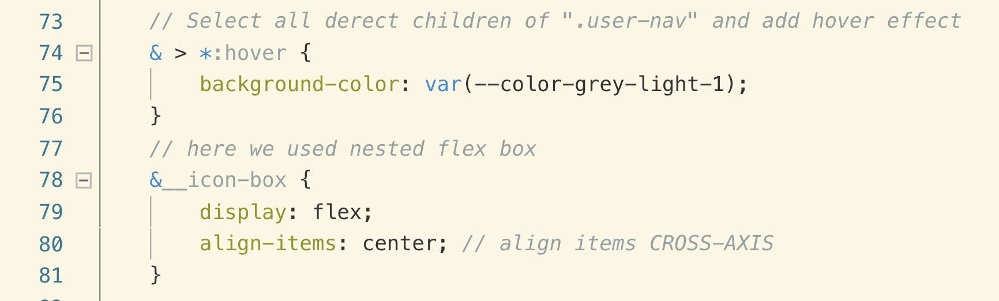 73 // Select all derect children of ".user-nav" and add hover effect
74 & > *:hover {
75 background-color: var(--color-grey-light-1);
76 }
77 // here we used nested flex box
78 &__icon-box {
79 display: flex;
80 align-items: center; // align items CROSS-AXIS
81 }